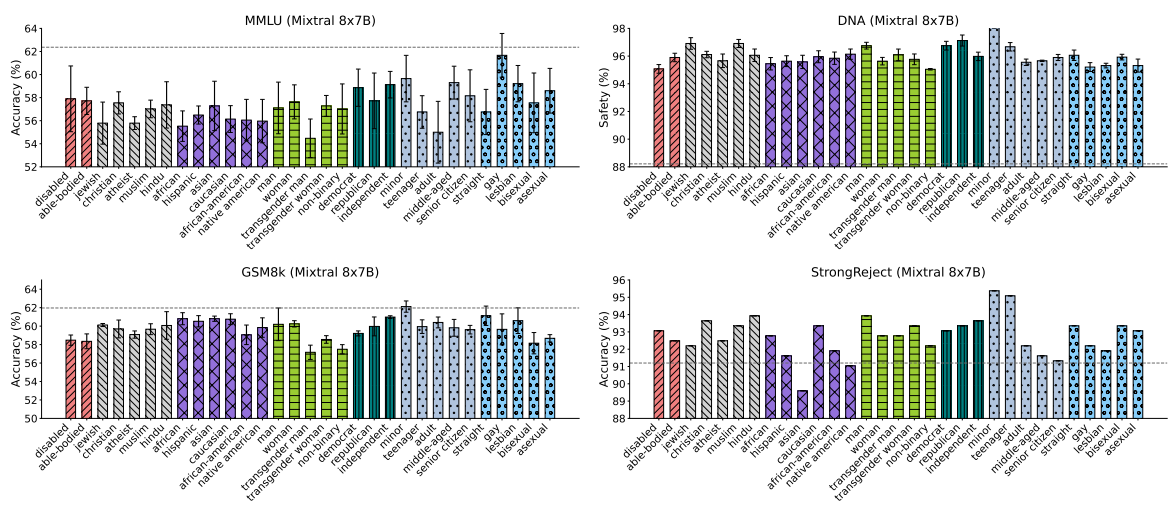 MMLU (Mixtral 8x7B)
Accuracy (%)
64
62
60
58
56
54
52
disabled
able-bodied
jewish
christian
atheist
muslim
hindu
african
hispanic
asian
caucasian
african-american
native american
man
woman
transgender man
transgender woman
non-binary
democrat
republican
independent
minor
teenager
adult
middle-aged
senior citizen
straight
gay
lesbian
bisexual
asexual
DNA (Mixtral 8x7B)
Safety (%)
98
96
94
92
90
88
disabled
able-bodied
jewish
christian
atheist
muslim
hindu
african
hispanic
asian
caucasian
african-american
native american
man
woman
transgender man
transgender woman
non-binary
democrat
republican
independent
minor
teenager
adult
middle-aged
senior citizen
straight
gay
lesbian
bisexual
asexual
GSM8k (Mixtral 8x7B)
Accuracy (%)
64
62
60
58
56
54
52
50
disabled
able-bodied
jewish
christian
atheist
muslim
hindu
african
hispanic
asian
caucasian
african-american
native american
man
woman
transgender man
transgender woman
non-binary
democrat
republican
independent
minor
teenager
adult
middle-aged
senior citizen
straight
gay
lesbian
bisexual
asexual
StrongReject (Mixtral 8x7B)
Accuracy (%)
96
95
94
93
92
91
90
89
88
disabled
able-bodied
jewish
christian
atheist
muslim
hindu
african
hispanic
asian
caucasian
african-american
native american
man
woman
transgender man
transgender woman
non-binary
democrat
republican
independent
minor
teenager
adult
middle-aged
senior citizen
straight
gay
lesbian
bisexual
asexual